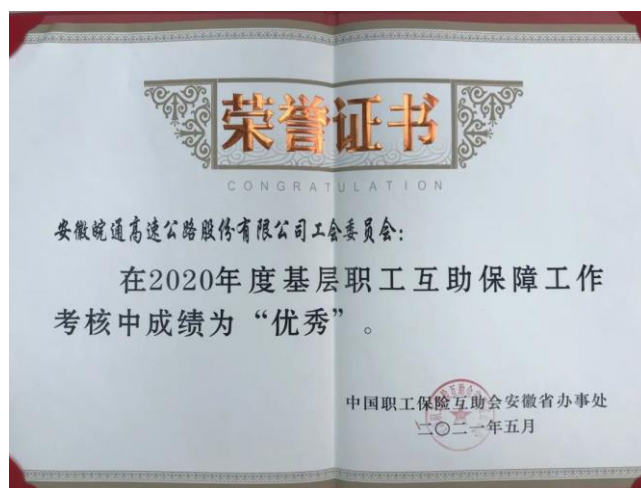 荣誉证书
CONGRATULATION
安徽皖通高速公路股份有限公司工会委员会:
在2020年度基层职工互助保障工作
考核中成绩为“优秀”。
中国职工保险互助会安徽省办事处
二〇二一年五月